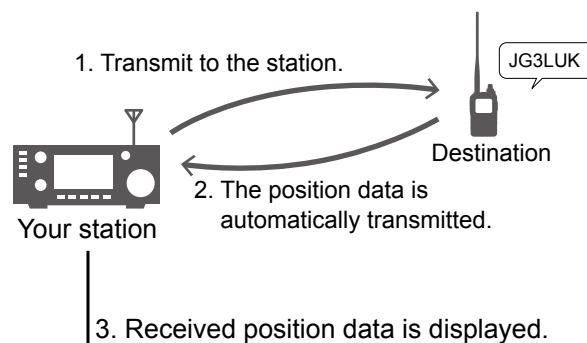 1. Transmit to the station.
JG3LUK
Destination
2. The position data is
automatically transmitted.
Your station
3. Received position data is displayed.